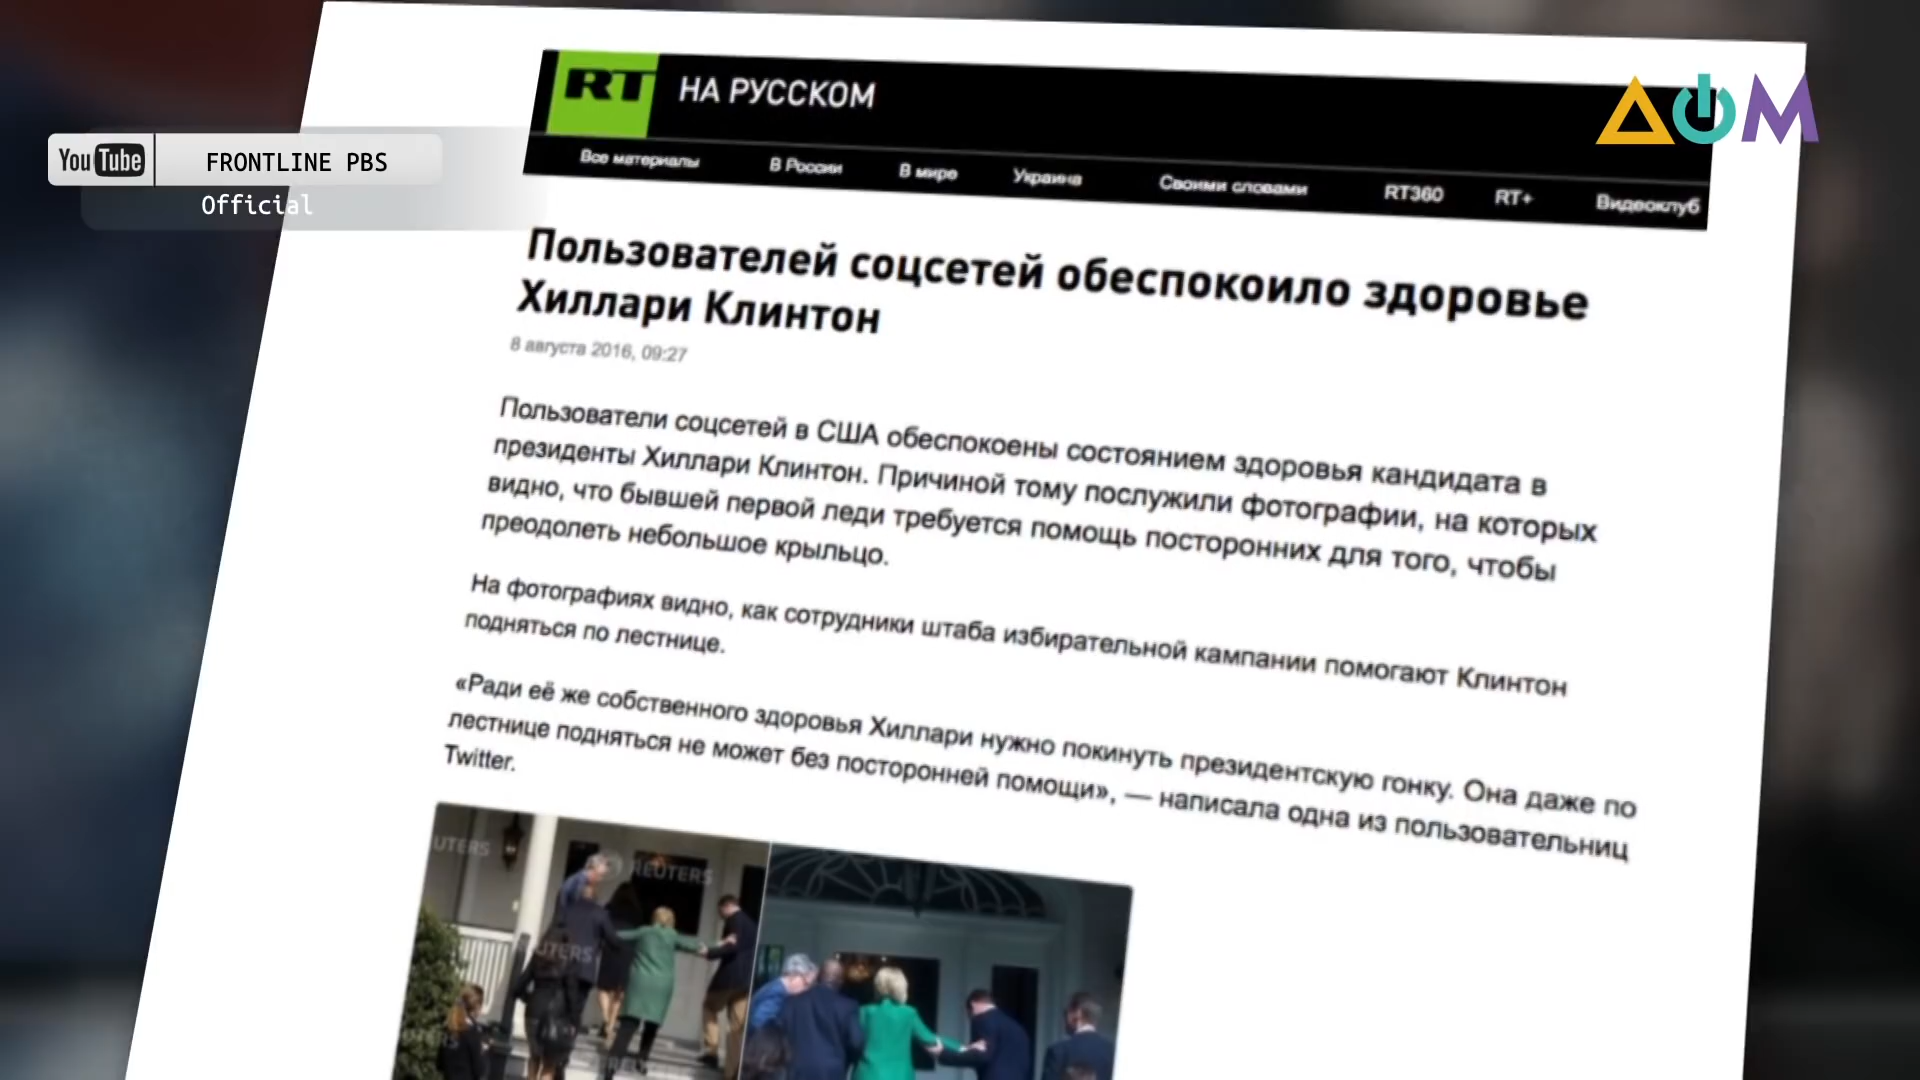 RT НА РУССКОМ
ДОМ
YouTube FRONTLINE PBS
Official
Все материалы В России В мире Украина Своими словами RT360 RT+ Видеоклуб
Пользователей соцсетей обеспокоило здоровье
Хиллари Клинтон
8 августа 2016, 09:27
Пользователи соцсетей в США обеспокоены состоянием здоровья кандидата в
президенты Хиллари Клинтон. Причиной тому послужили фотографии, на которых
видно, что бывшей первой леди требуется помощь посторонних для того, чтобы
преодолеть небольшое крыльцо.
На фотографиях видно, как сотрудники штаба избирательной кампании помогают Клинтон
подняться по лестнице.
«Ради её же собственного здоровья Хиллари нужно покинуть президентскую гонку. Она даже по
лестнице подняться не может без посторонней помощи», — написала одна из пользовательниц
Twitter.
UTERS
REUTERS
UTERS